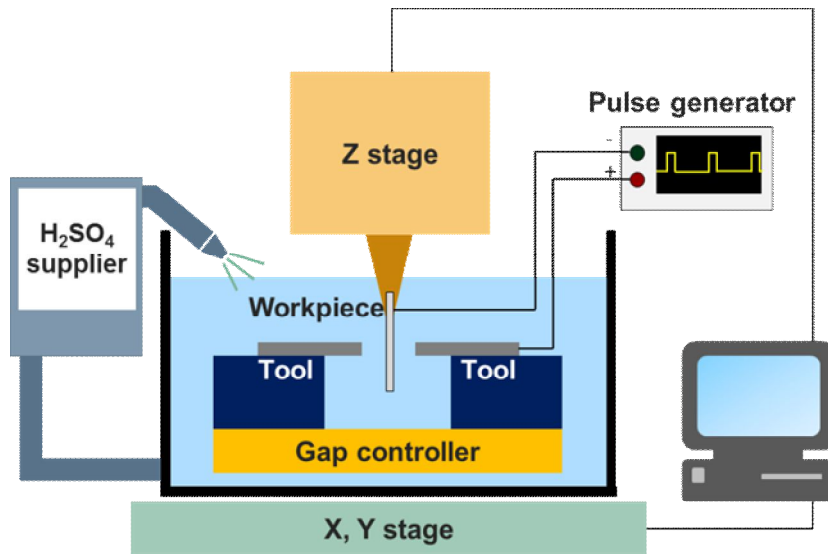 Pulse generator
-
+
Z stage
H₂SO₄
supplier
Workpiece
Tool Tool
Gap controller
X, Y stage